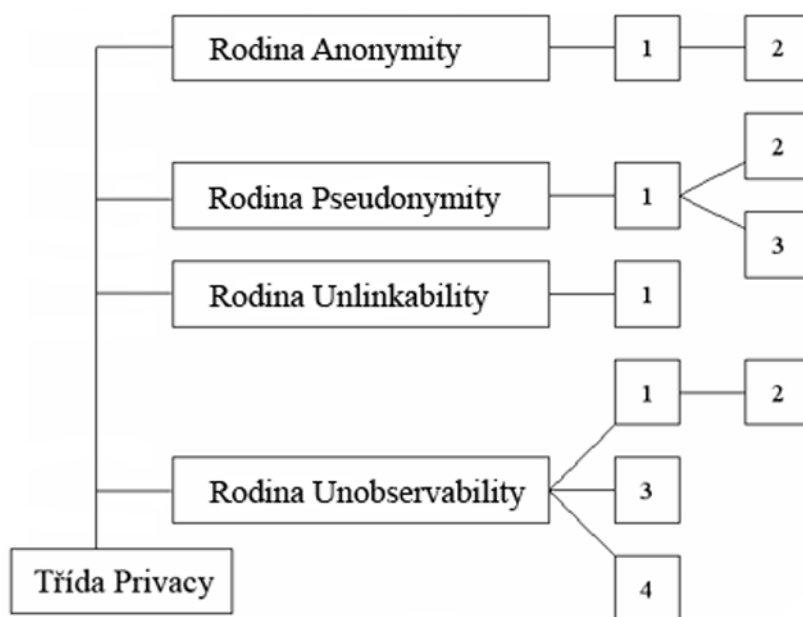 Rodina Anonymity 1 2
2
Rodina Pseudonymity 1
3
Rodina Unlinkability 1
1 2
Rodina Unobservability 3
4
Třída Privacy